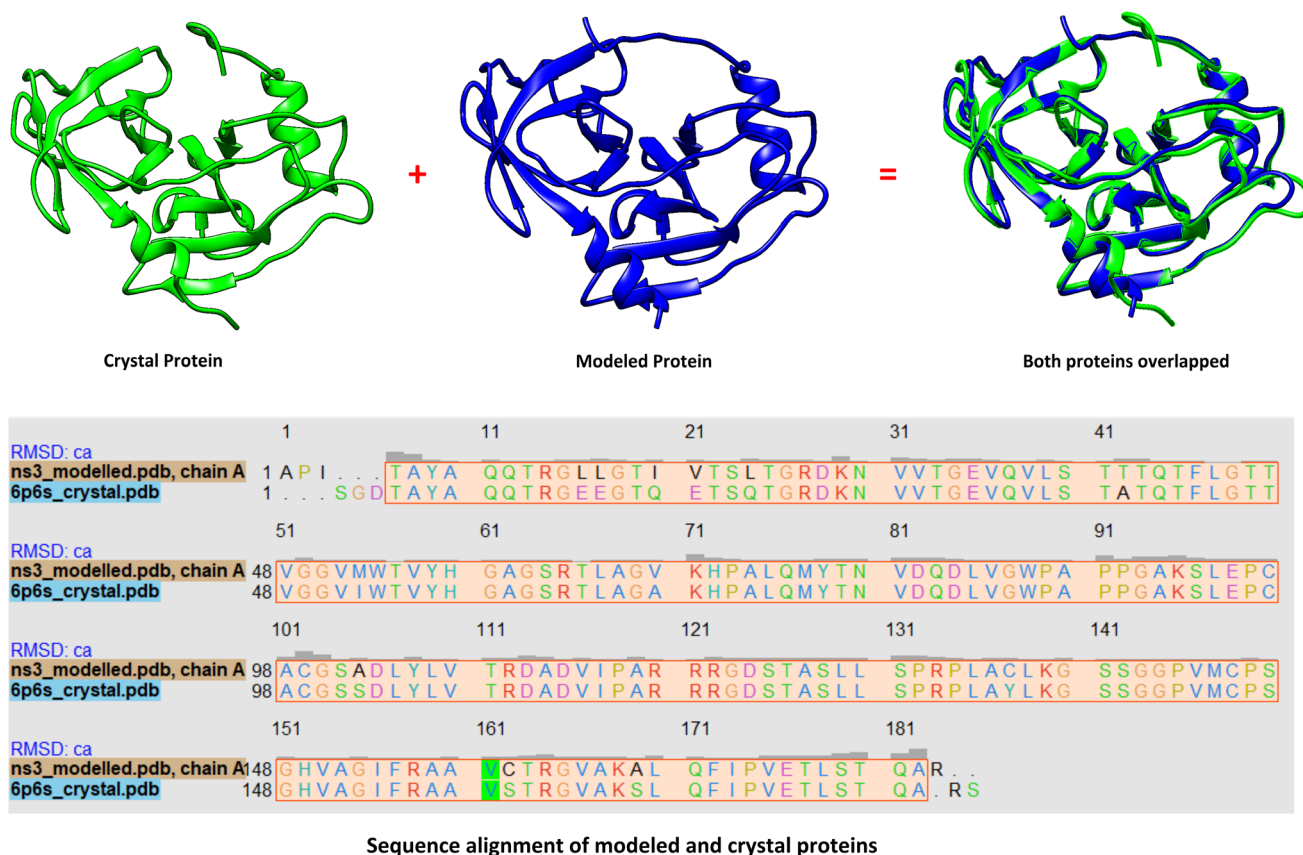 +
=
Crystal Protein
Modeled Protein
Both proteins overlapped
1 11 21 31 41
RMSD: ca
ns3_modelled.pdb, chain A 1 A P I . . . T A Y A Q Q T R G L L G T I V T S L T G R D K N V V T G E V Q V L S T T T Q T F L G T T
6p6s_crystal.pdb 1 . . . S G D T A Y A Q Q T R G E E G T Q E T S Q T G R D K N V V T G E V Q V L S T A T Q T F L G T T
51 61 71 81 91
RMSD: ca
ns3_modelled.pdb, chain A 48 V G G V M W T V Y H G A G S R T L A G V K H P A L Q M Y T N V D Q D L V G W P A P P G A K S L E P C
6p6s_crystal.pdb 48 V G G V I W T V Y H G A G S R T L A G A K H P A L Q M Y T N V D Q D L V G W P A P P G A K S L E P C
101 111 121 131 141
RMSD: ca
ns3_modelled.pdb, chain A 98 A C G S A D L Y L V T R D A D V I P A R R R G D S T A S L L S P R P L A C L K G S S G G P V M C P S
6p6s_crystal.pdb 98 A C G S S D L Y L V T R D A D V I P A R R R G D S T A S L L S P R P L A Y L K G S S G G P V M C P S
151 161 171 181
RMSD: ca
ns3_modelled.pdb, chain A 148 G H V A G I F R A A V C T R G V A K A L Q F I P V E T L S T Q A R . .
6p6s_crystal.pdb 148 G H V A G I F R A A V S T R G V A K S L Q F I P V E T L S T Q A . R S
Sequence alignment of modeled and crystal proteins